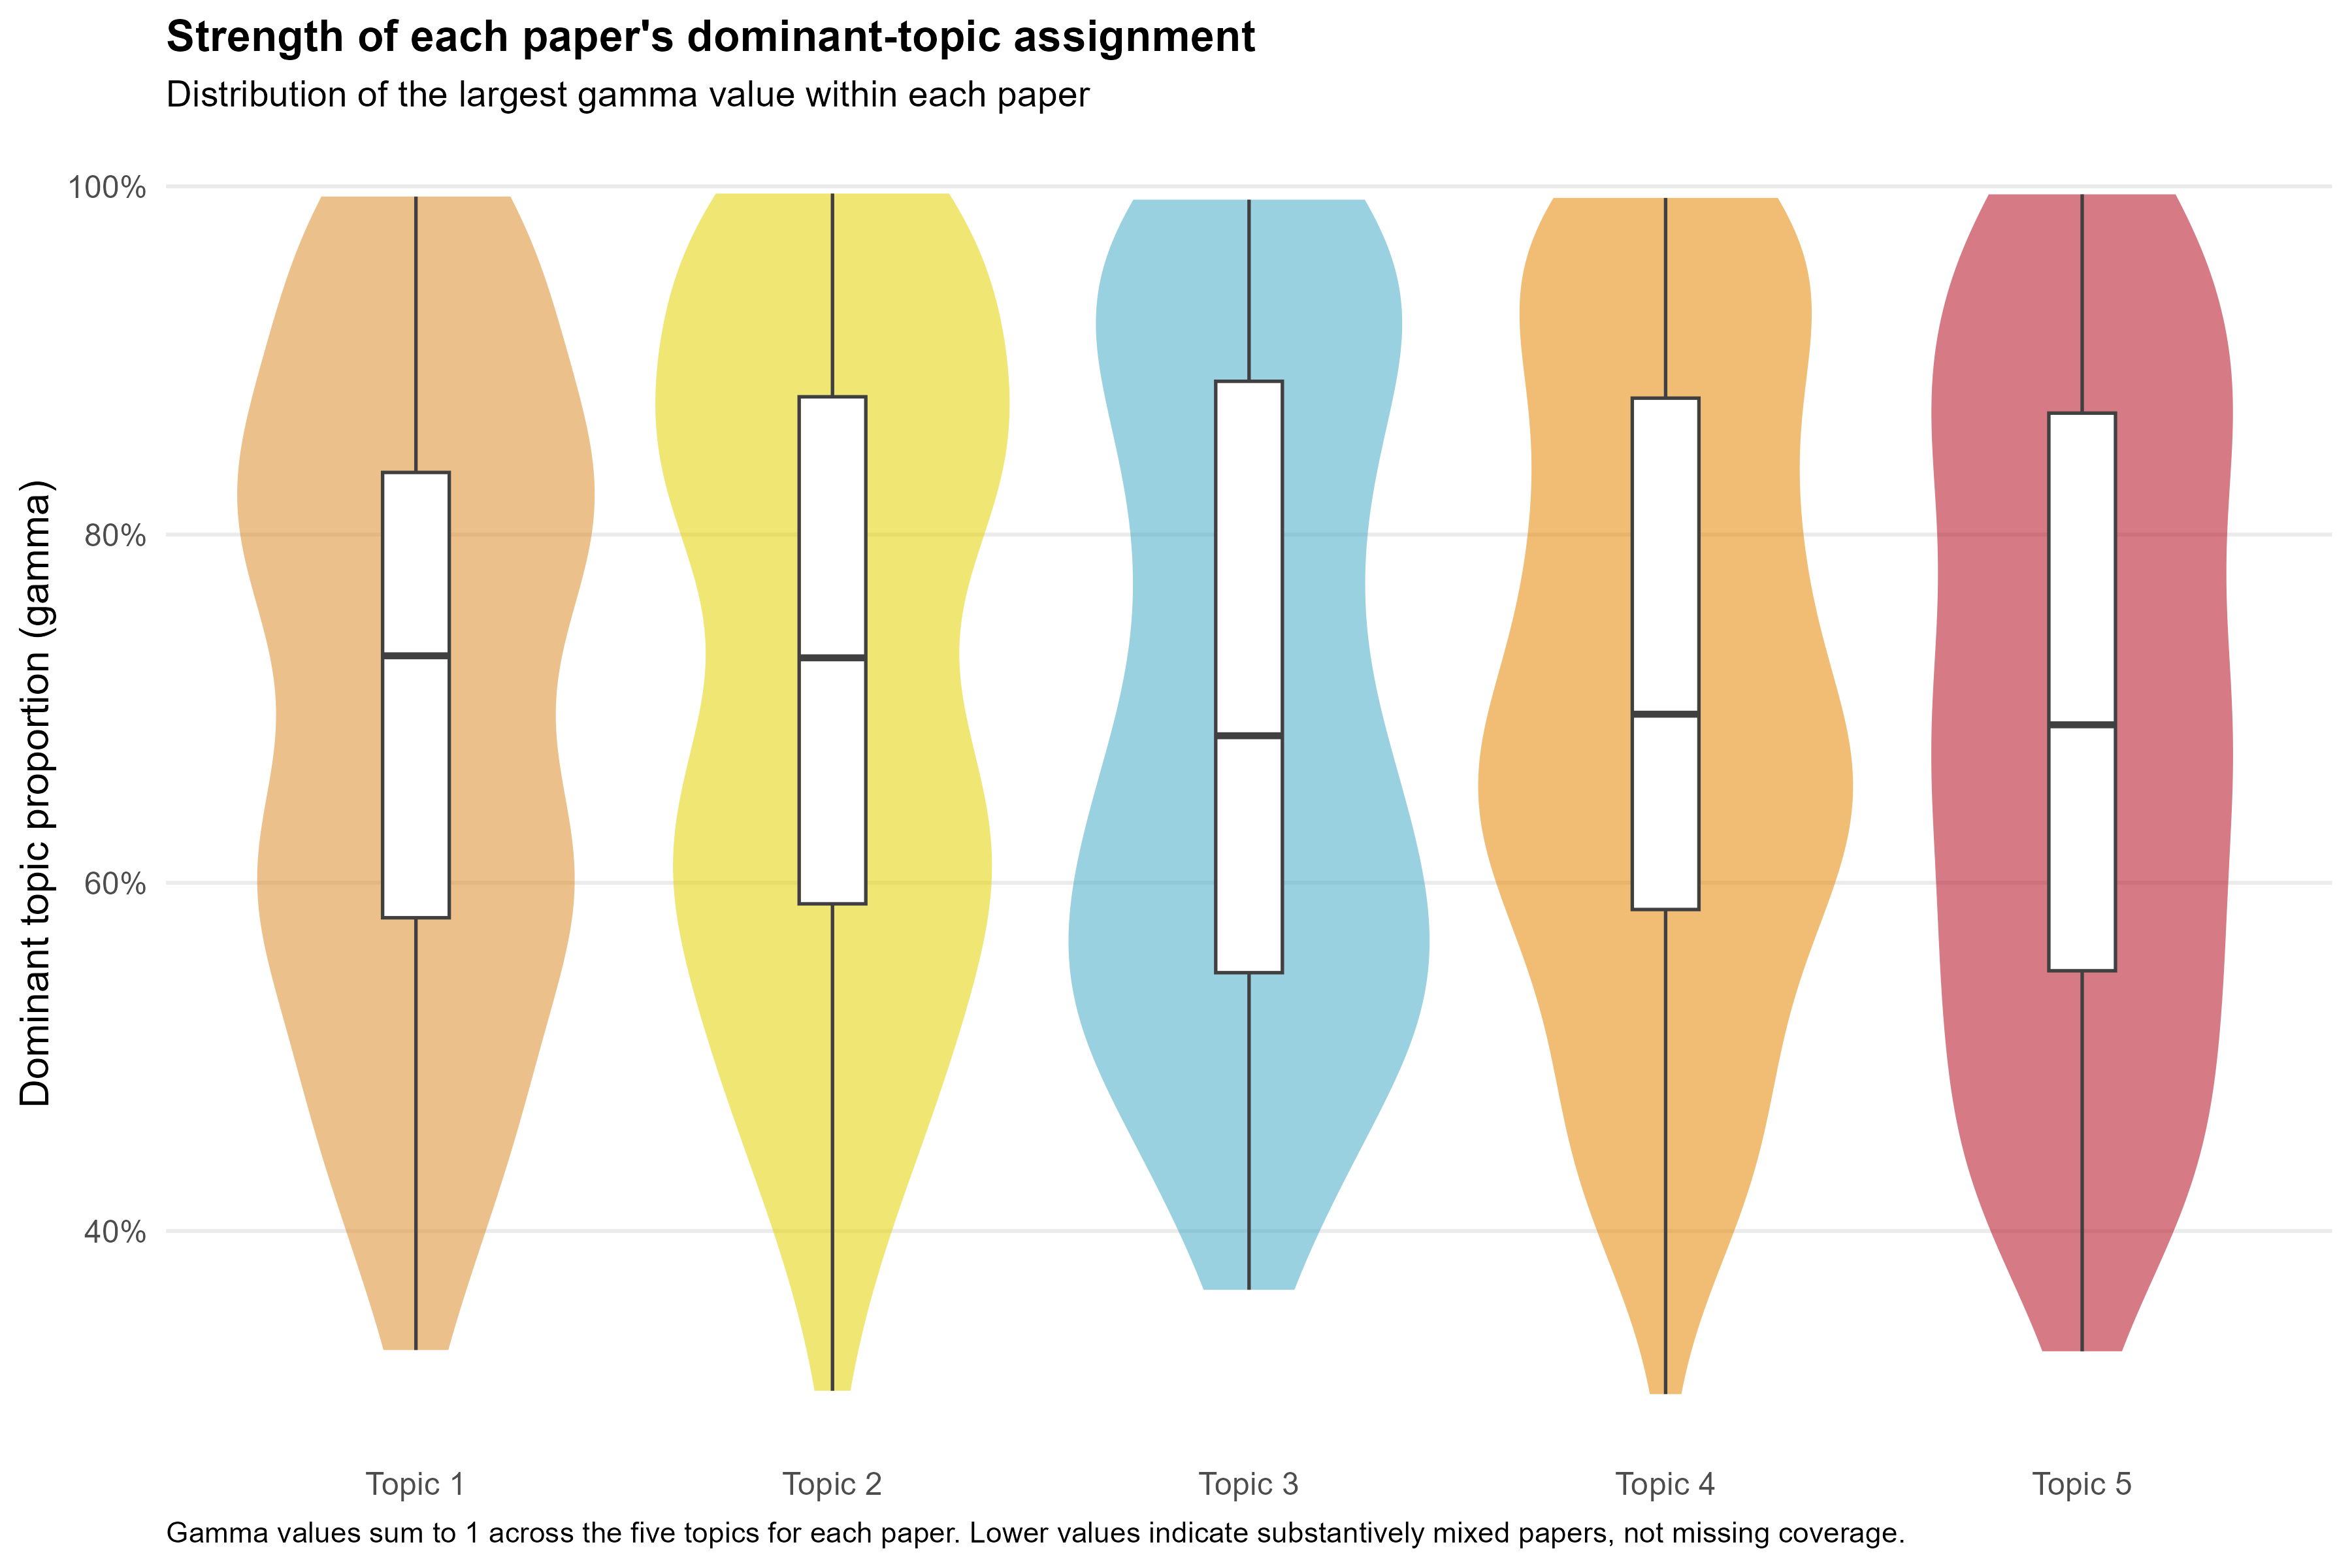 Strength of each paper's dominant-topic assignment
Distribution of the largest gamma value within each paper
Dominant topic proportion (gamma)
100%
80%
60%
40%
Topic 1
Topic 2
Topic 3
Topic 4
Topic 5
Gamma values sum to 1 across the five topics for each paper. Lower values indicate substantively mixed papers, not missing coverage.